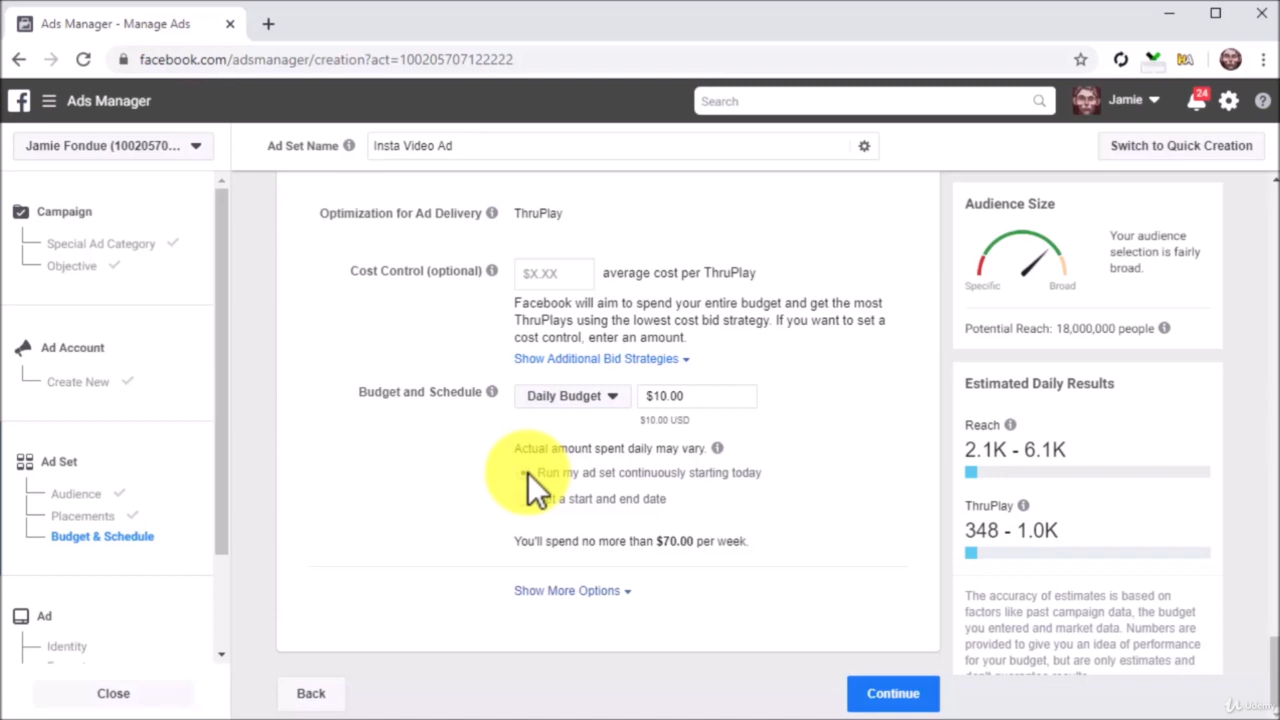 Ads Manager - Manage Ads
facebook.com/adsmanager/creation?act=100205707122222
Ads Manager
Search
Jamie
24
Jamie Fondue (10020570...
Ad Set Name
Insta Video Ad
Switch to Quick Creation
Campaign
Special Ad Category
Objective
Ad Account
Create New
Ad Set
Audience
Placements
Budget & Schedule
Ad
Identity
Close
Optimization for Ad Delivery
ThruPlay
Cost Control (optional)
$X.XX
average cost per ThruPlay
Facebook will aim to spend your entire budget and get the most
ThruPlays using the lowest cost bid strategy. If you want to set a
cost control, enter an amount.
Show Additional Bid Strategies
Budget and Schedule
Daily Budget
$10.00
$10.00 USD
Actual amount spent daily may vary.
Run my ad set continuously starting today
a start and end date
You'll spend no more than $70.00 per week.
Show More Options
Back
Continue
Audience Size
Your audience
selection is fairly
broad.
Specific
Broad
Potential Reach: 18,000,000 people
Estimated Daily Results
Reach
2.1K - 6.1K
ThruPlay
348 - 1.0K
The accuracy of estimates is based on
factors like past campaign data, the budget
you entered and market data. Numbers are
provided to give you an idea of performance
for your budget, but are only estimates and
Udemy